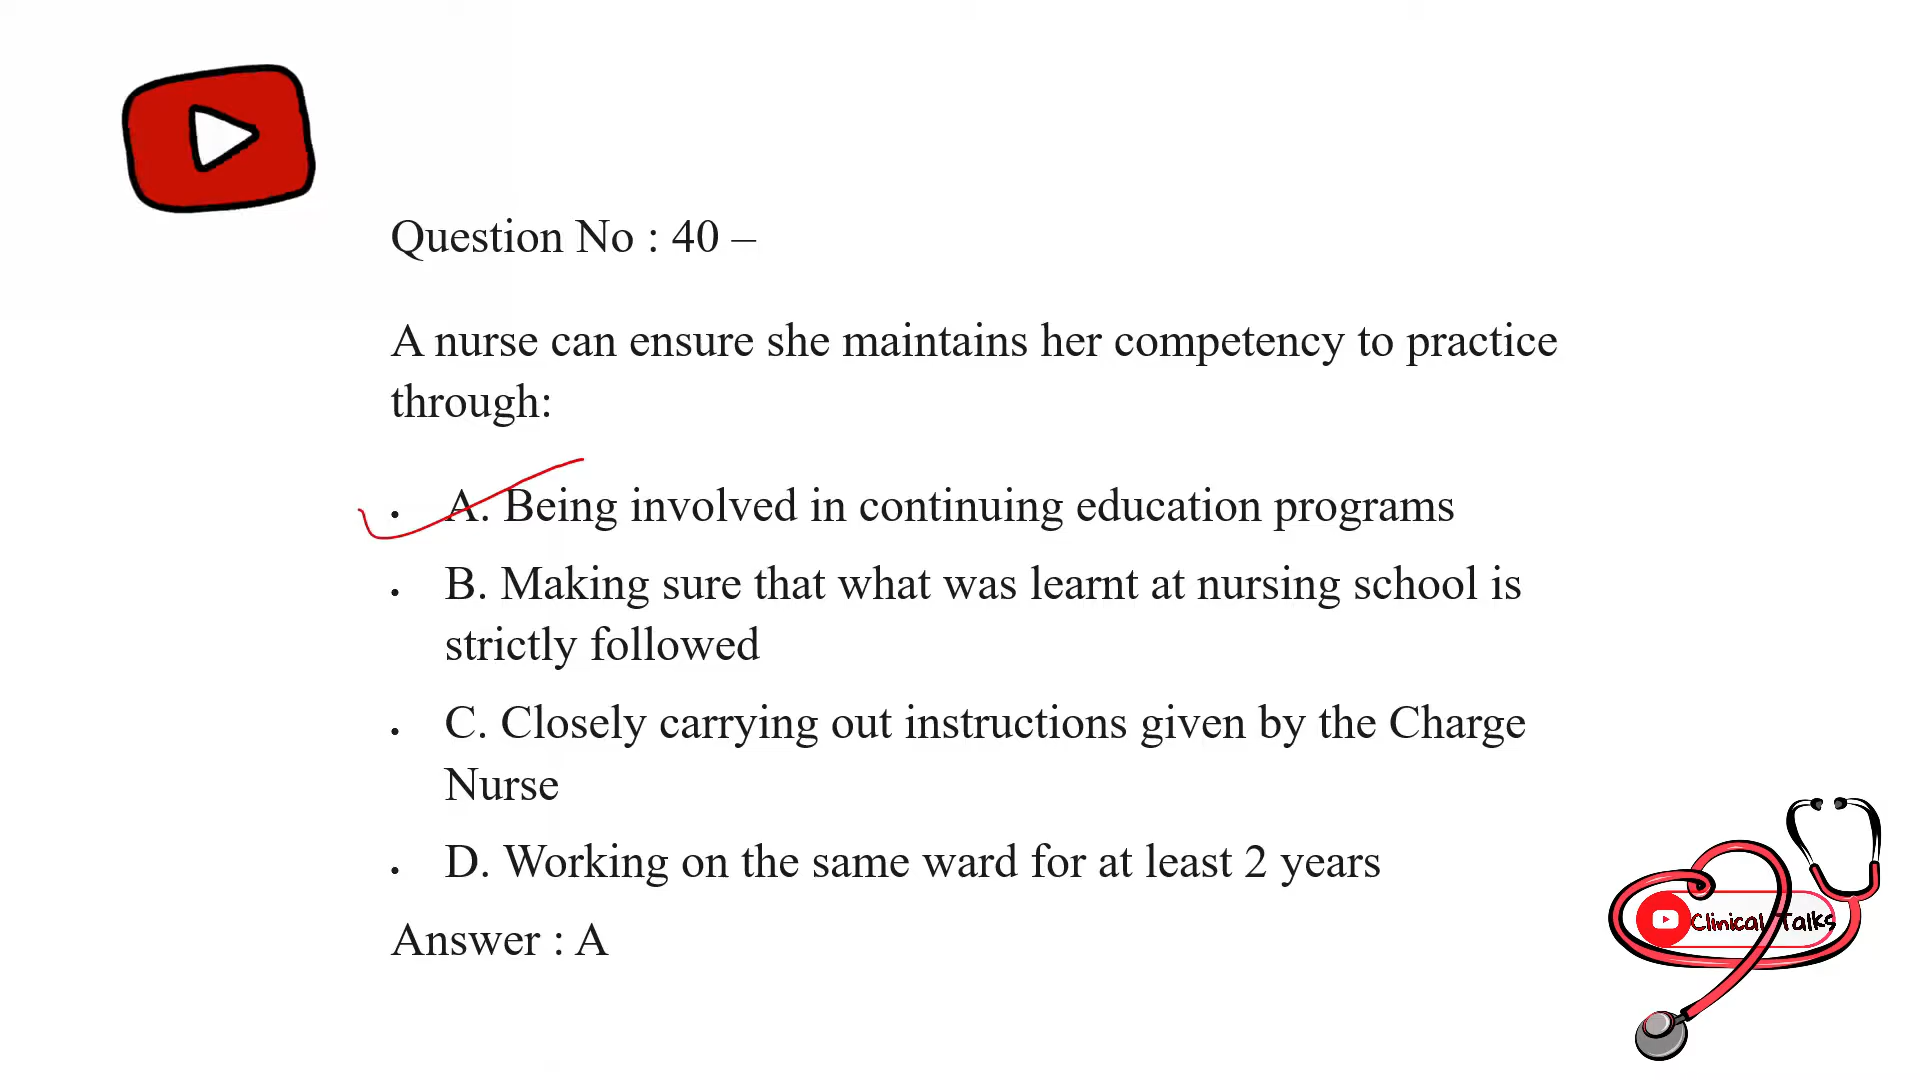 Question No : 40 –
A nurse can ensure she maintains her competency to practice
through:
• A. Being involved in continuing education programs
• B. Making sure that what was learnt at nursing school is
strictly followed
• C. Closely carrying out instructions given by the Charge
Nurse
• D. Working on the same ward for at least 2 years
Answer : A
Clinical Talks